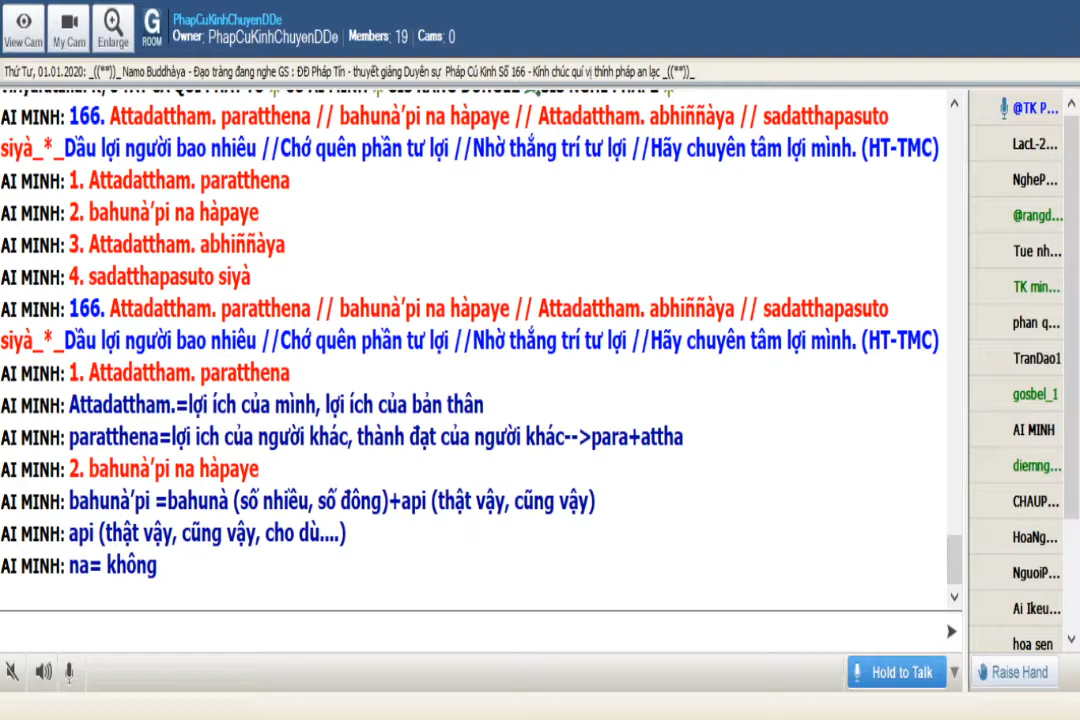 PhapCuKinhChuyenDDe
View Cam My Cam Enlarge G ROOM Owner: PhapCuKinhChuyenDDe Members: 19 Cams: 0
Thứ Tư, 01.01.2020: _((**))_ Namo Buddhàya - Đạo tràng đang nghe GS : ĐĐ Pháp Tín - thuyết giảng Duyên sự Pháp Cú Kinh Số 166 - Kính chúc quí vị thính pháp an lạc _((**))_
AI MINH: 166. Attadattham. paratthena // bahunà’pi na hàpaye // Attadattham. abhiññàya // sadatthapasuto
siyà_*_Dầu lợi người bao nhiêu //Chớ quên phần tư lợi //Nhờ thắng trí tư lợi //Hãy chuyên tâm lợi mình. (HT-TMC)
AI MINH: 1. Attadattham. paratthena
AI MINH: 2. bahunà’pi na hàpaye
AI MINH: 3. Attadattham. abhiññàya
AI MINH: 4. sadatthapasuto siyà
AI MINH: 166. Attadattham. paratthena // bahunà’pi na hàpaye // Attadattham. abhiññàya // sadatthapasuto
siyà_*_Dầu lợi người bao nhiêu //Chớ quên phần tư lợi //Nhờ thắng trí tư lợi //Hãy chuyên tâm lợi mình. (HT-TMC)
AI MINH: 1. Attadattham. paratthena
AI MINH: Attadattham.=lợi ích của mình, lợi ích của bản thân
AI MINH: paratthena=lợi ich của người khác, thành đạt của người khác-->para+attha
AI MINH: 2. bahunà’pi na hàpaye
AI MINH: bahunà’pi =bahunà (số nhiều, số đông)+api (thật vậy, cũng vậy)
AI MINH: api (thật vậy, cũng vậy, cho dù....)
AI MINH: na= không
@TK P...
LacL-2...
NgheP...
@rangd...
Tue nh...
TK min...
phan q...
TranDao1
gosbel_1
AI MINH
diemng...
CHAUP...
HoaNg...
NguoiP...
Ai Ikeu...
hoa sen
Hold to Talk Raise Hand